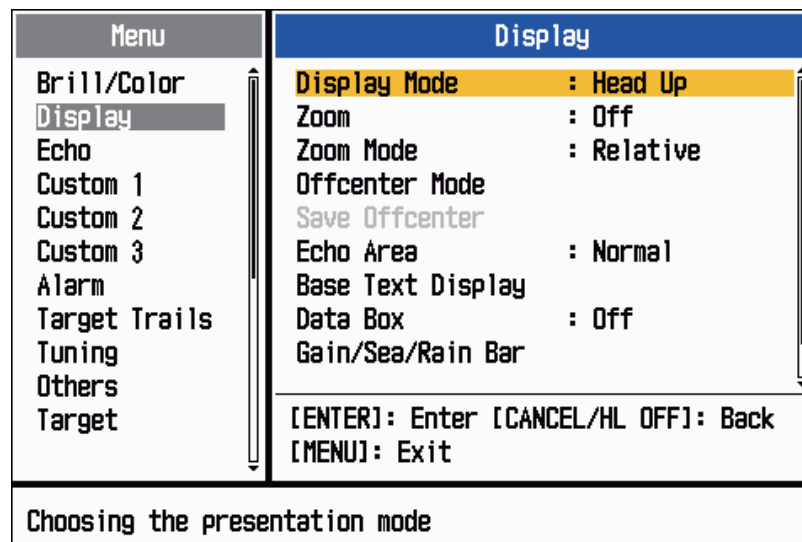 Menu
Brill/Color
Display
Echo
Custom 1
Custom 2
Custom 3
Alarm
Target Trails
Tuning
Others
Target
Display
Display Mode : Head Up
Zoom : Off
Zoom Mode : Relative
Offcenter Mode
Save Offcenter
Echo Area : Normal
Base Text Display
Data Box : Off
Gain/Sea/Rain Bar
[ENTER]: Enter [CANCEL/HL OFF]: Back
[MENU]: Exit
Choosing the presentation mode